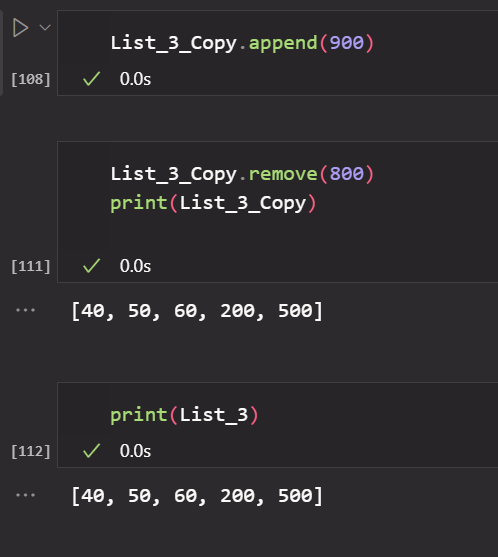 List_3_Copy.append(900)
[108]
0.0s
List_3_Copy.remove(800)
print(List_3_Copy)
[111]
0.0s
[40, 50, 60, 200, 500]
print(List_3)
[112]
0.0s
[40, 50, 60, 200, 500]